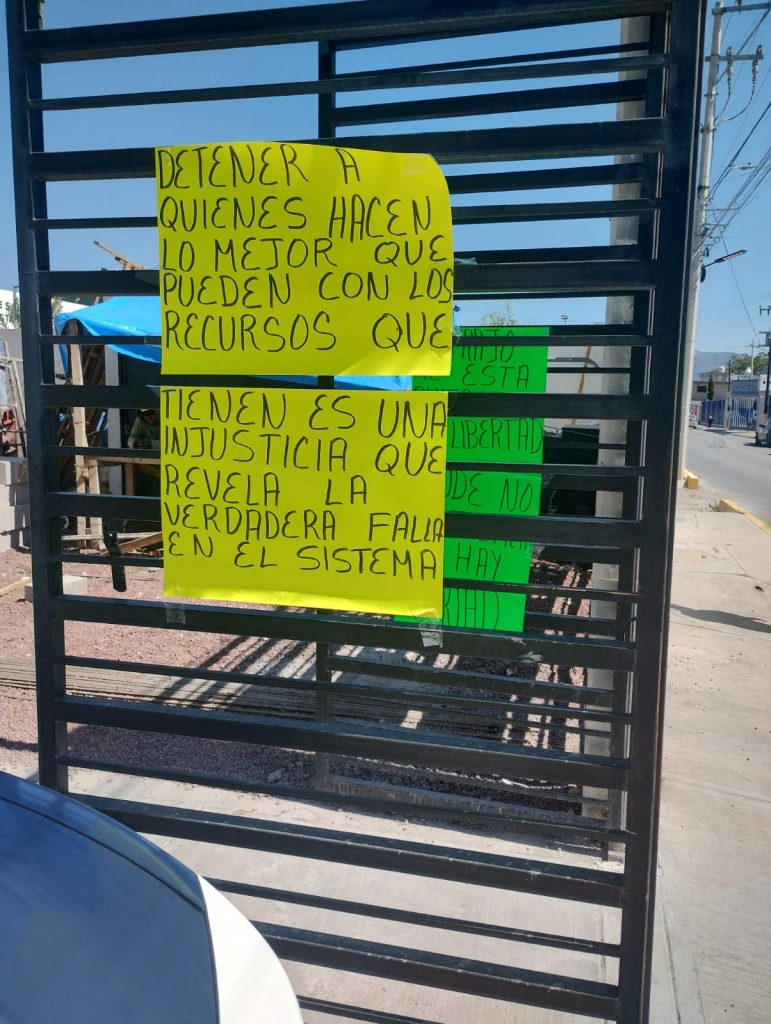 DETENER A
QUIENES HACEN
LO MEJOR QUE
PUEDEN CON LOS
RECURSOS QUE
TIENEN ES UNA
INJUSTICIA QUE
REVELA LA
VERDADERA FALLA
EN EL SISTEMA
ESTA
LIBERTAD
NO
HAY